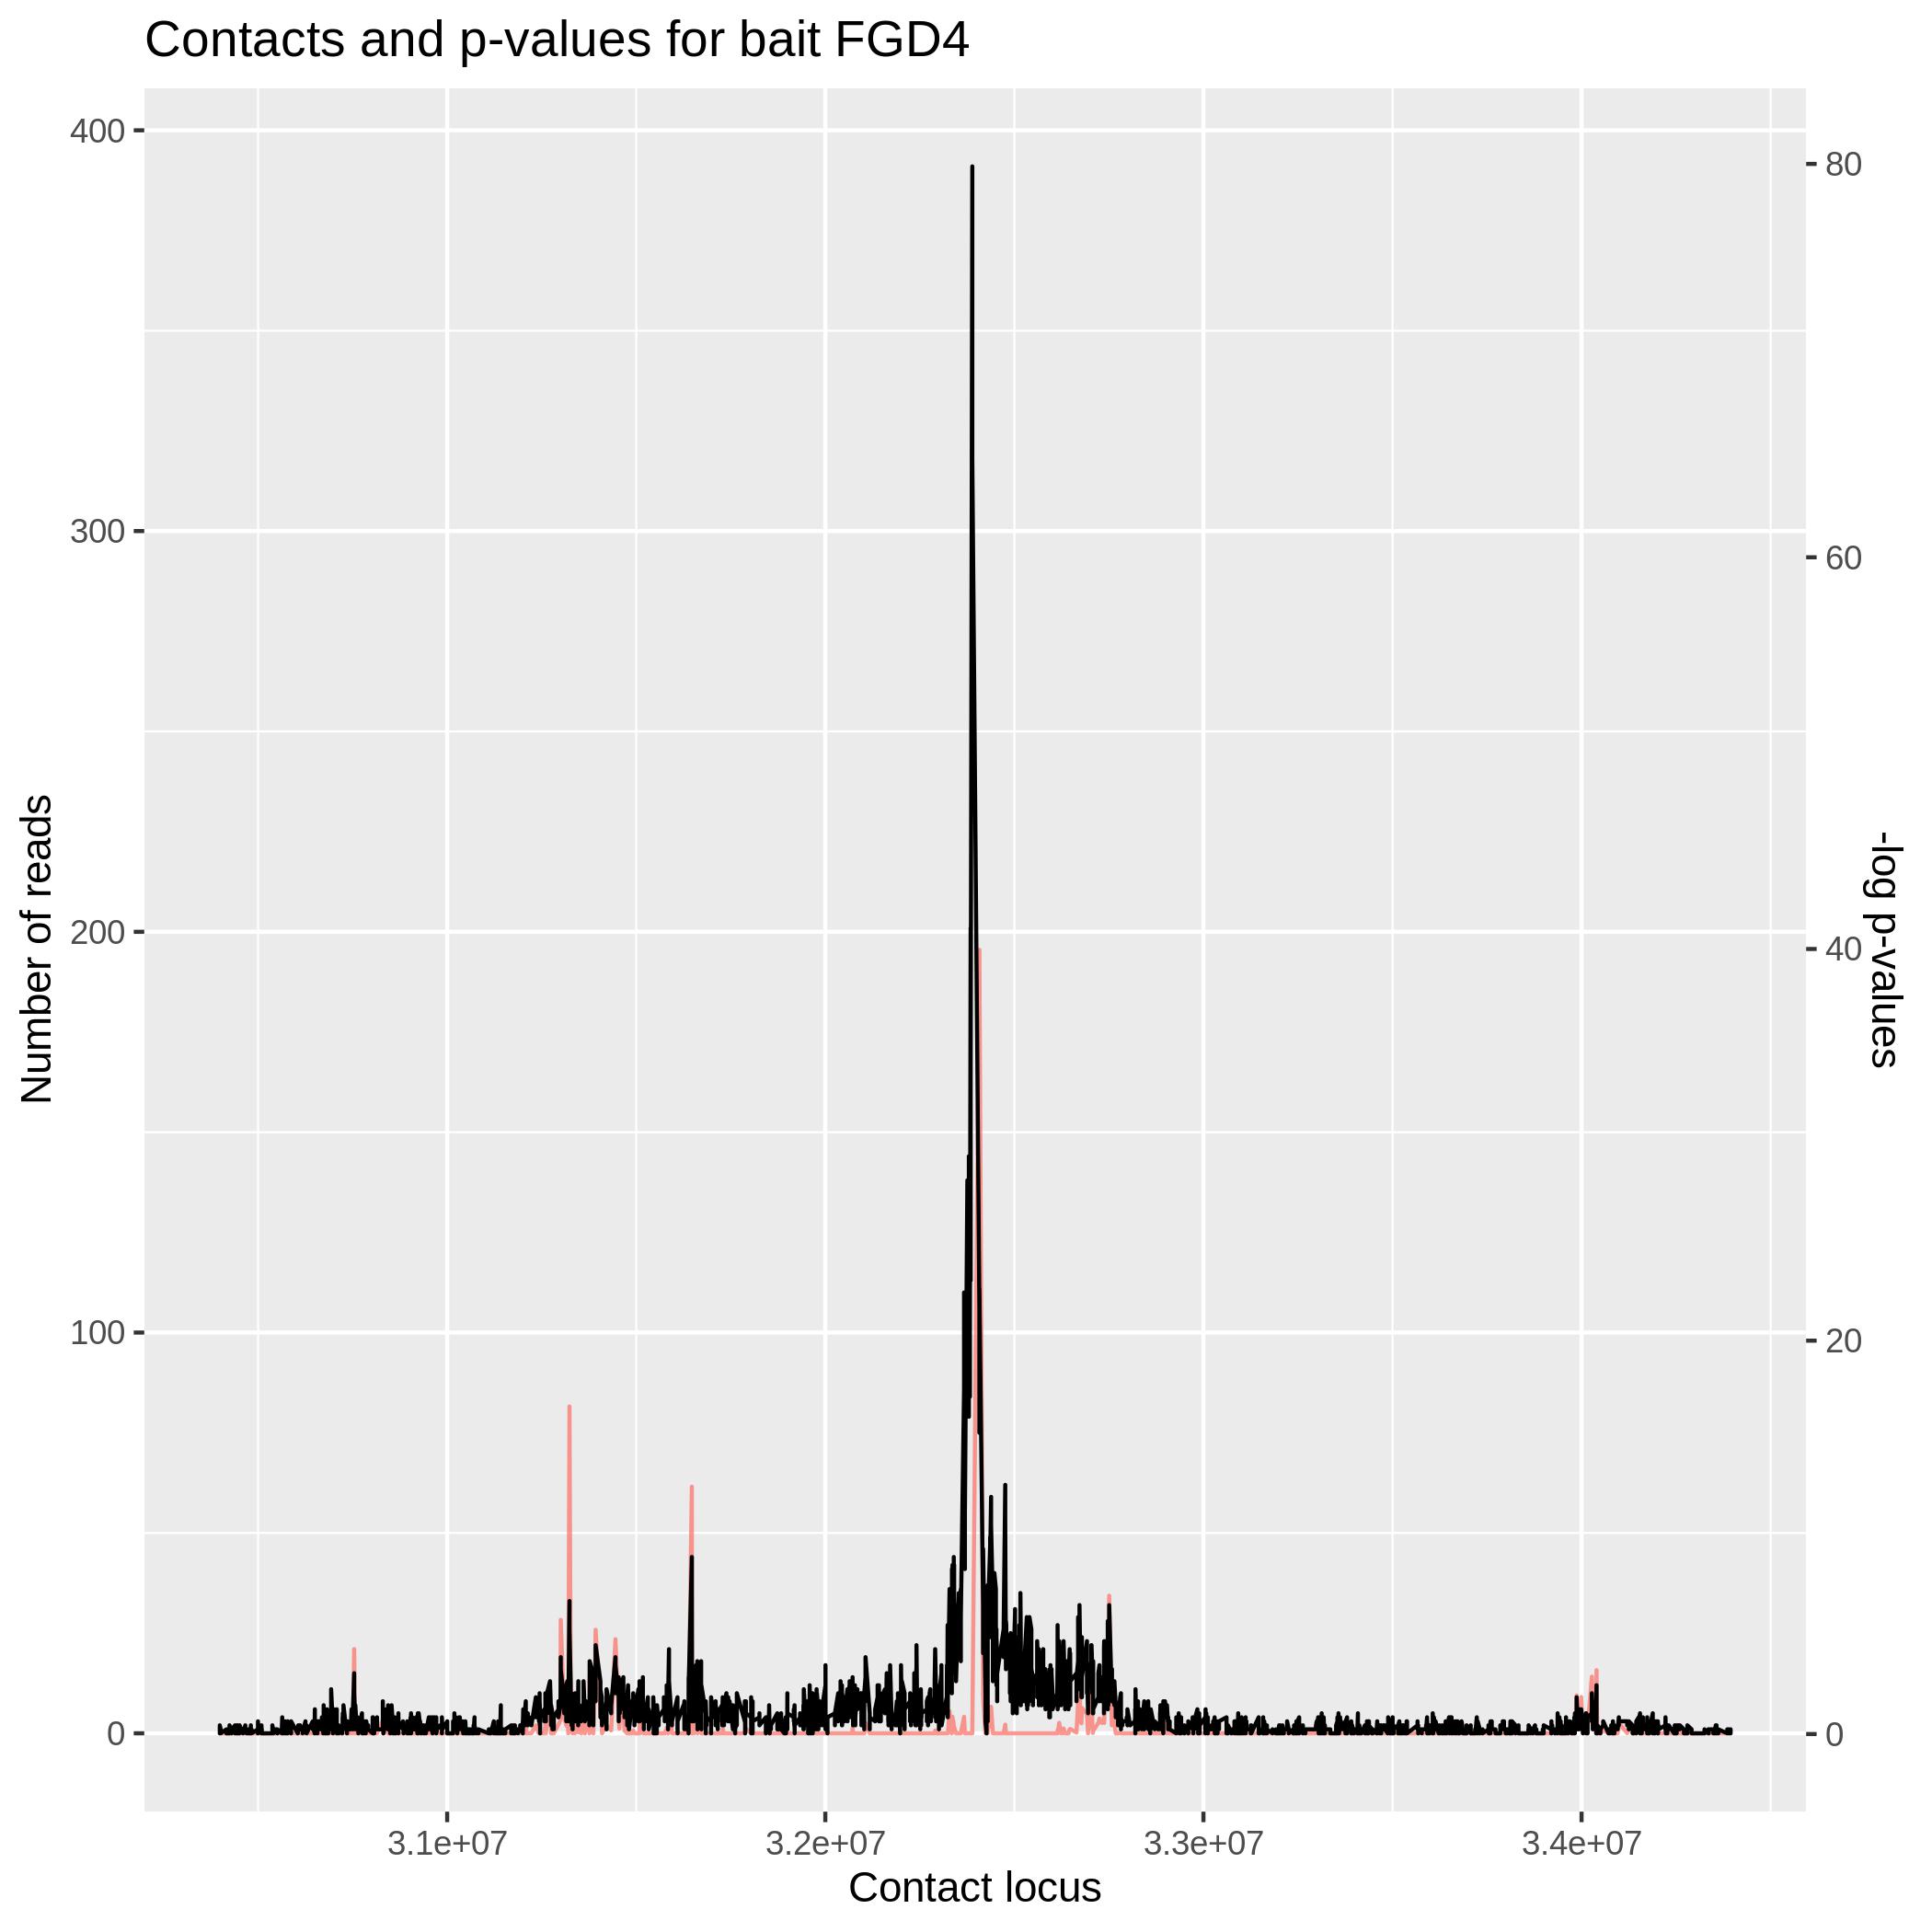 Contacts and p-values for bait FGD4
400
300
200
100
0
Number of reads
80
60
40
20
0
-log p-values
3.1e+07
3.2e+07
3.3e+07
3.4e+07
Contact locus